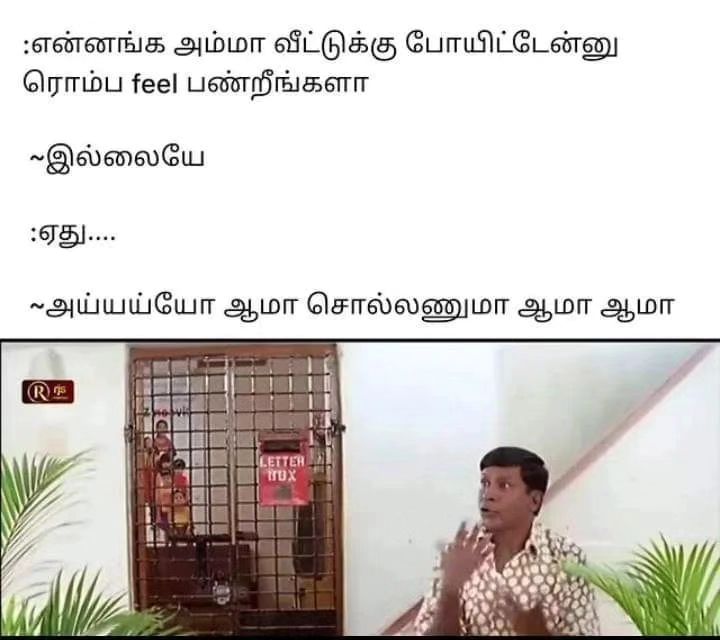 :என்னங்க அம்மா வீட்டுக்கு போயிட்டேன்னு
ரொம்ப feel பண்றீங்களா
~இல்லையே
:ஏது....
~அய்யய்யோ ஆமா சொல்லணுமா ஆமா ஆமா
R
LETTER
BOX